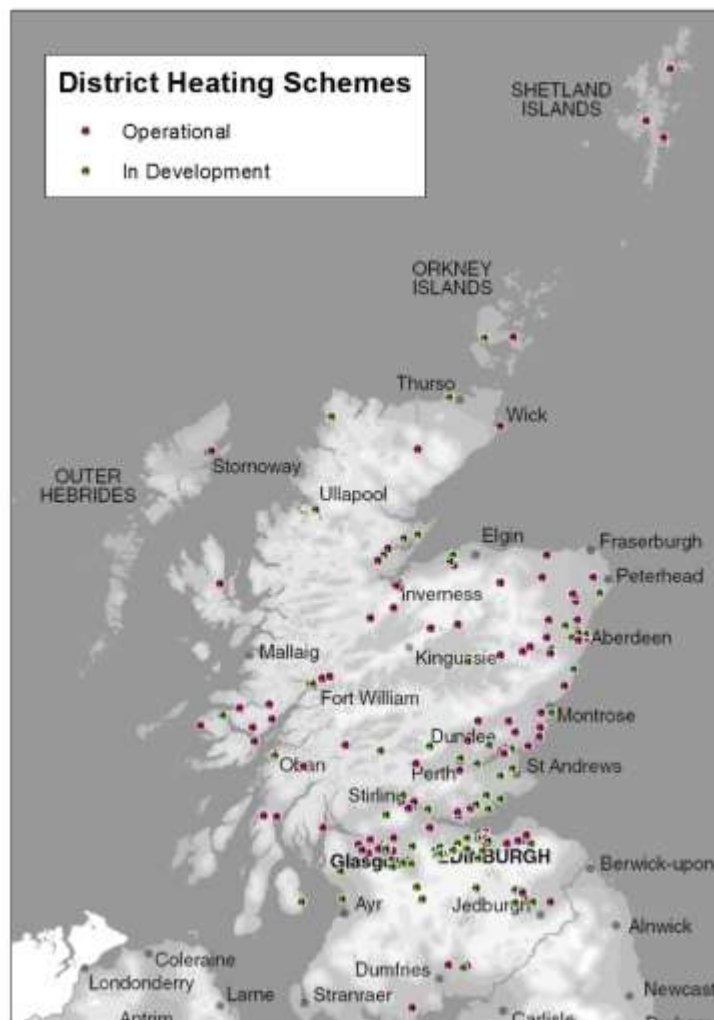 District Heating Schemes
Operational
In Development
SHETLAND
ISLANDS
ORKNEY
ISLANDS
Thurso
Wick
Stornoway
OUTER
HEBRIDES
Ullapool
Elgin
Fraserburgh
Peterhead
Inverness
Aberdeen
Mallaig
Kingussie
Fort William
Montrose
Dundee
Oban
Perth
St Andrews
Stirling
Glasgo
EDINBURGH
Berwick-upon
Ayr
Jedburgh
Alnwick
Coleraine
Dumfries
Londonderry
Larne
Stranraer
Newcast
Carlisle
Antrim